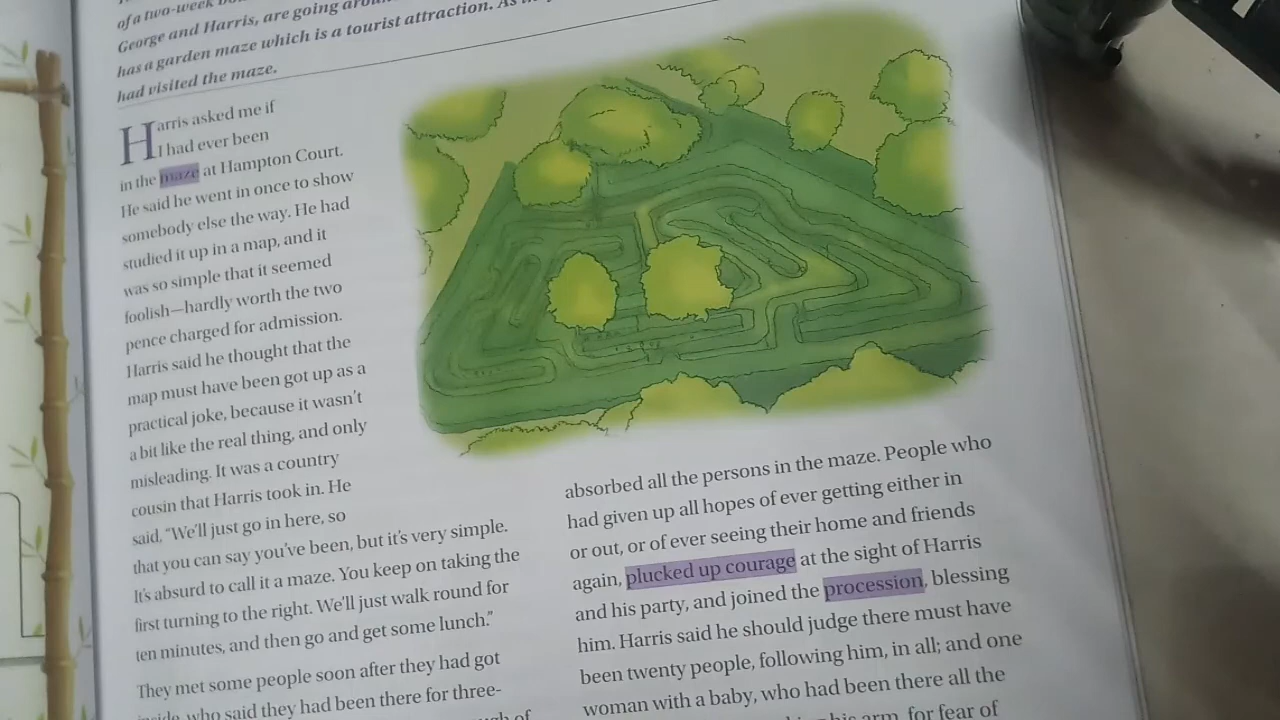 of a two-week
George and Harris, are going
has a garden maze which is a tourist attraction. As
had visited the maze.
Harris asked me if
I had ever been
in the maze at Hampton Court.
He said he went in once to show
somebody else the way. He had
studied it up in a map, and it
was so simple that it seemed
foolish—hardly worth the two
pence charged for admission.
Harris said he thought that the
map must have been got up as a
practical joke, because it wasn't
a bit like the real thing, and only
misleading. It was a country
cousin that Harris took in. He
said, "We'll just go in here, so
that you can say you've been, but it's very simple.
It's absurd to call it a maze. You keep on taking the
first turning to the right. We'll just walk round for
ten minutes, and then go and get some lunch."
They met some people soon after they had got
who said they had been there for three-
of
absorbed all the persons in the maze. People who
had given up all hopes of ever getting either in
or out, or of ever seeing their home and friends
again, plucked up courage at the sight of Harris
and his party, and joined the procession, blessing
him. Harris said he should judge there must have
been twenty people, following him, in all; and one
woman with a baby, who had been there all the
his arm, for fear of